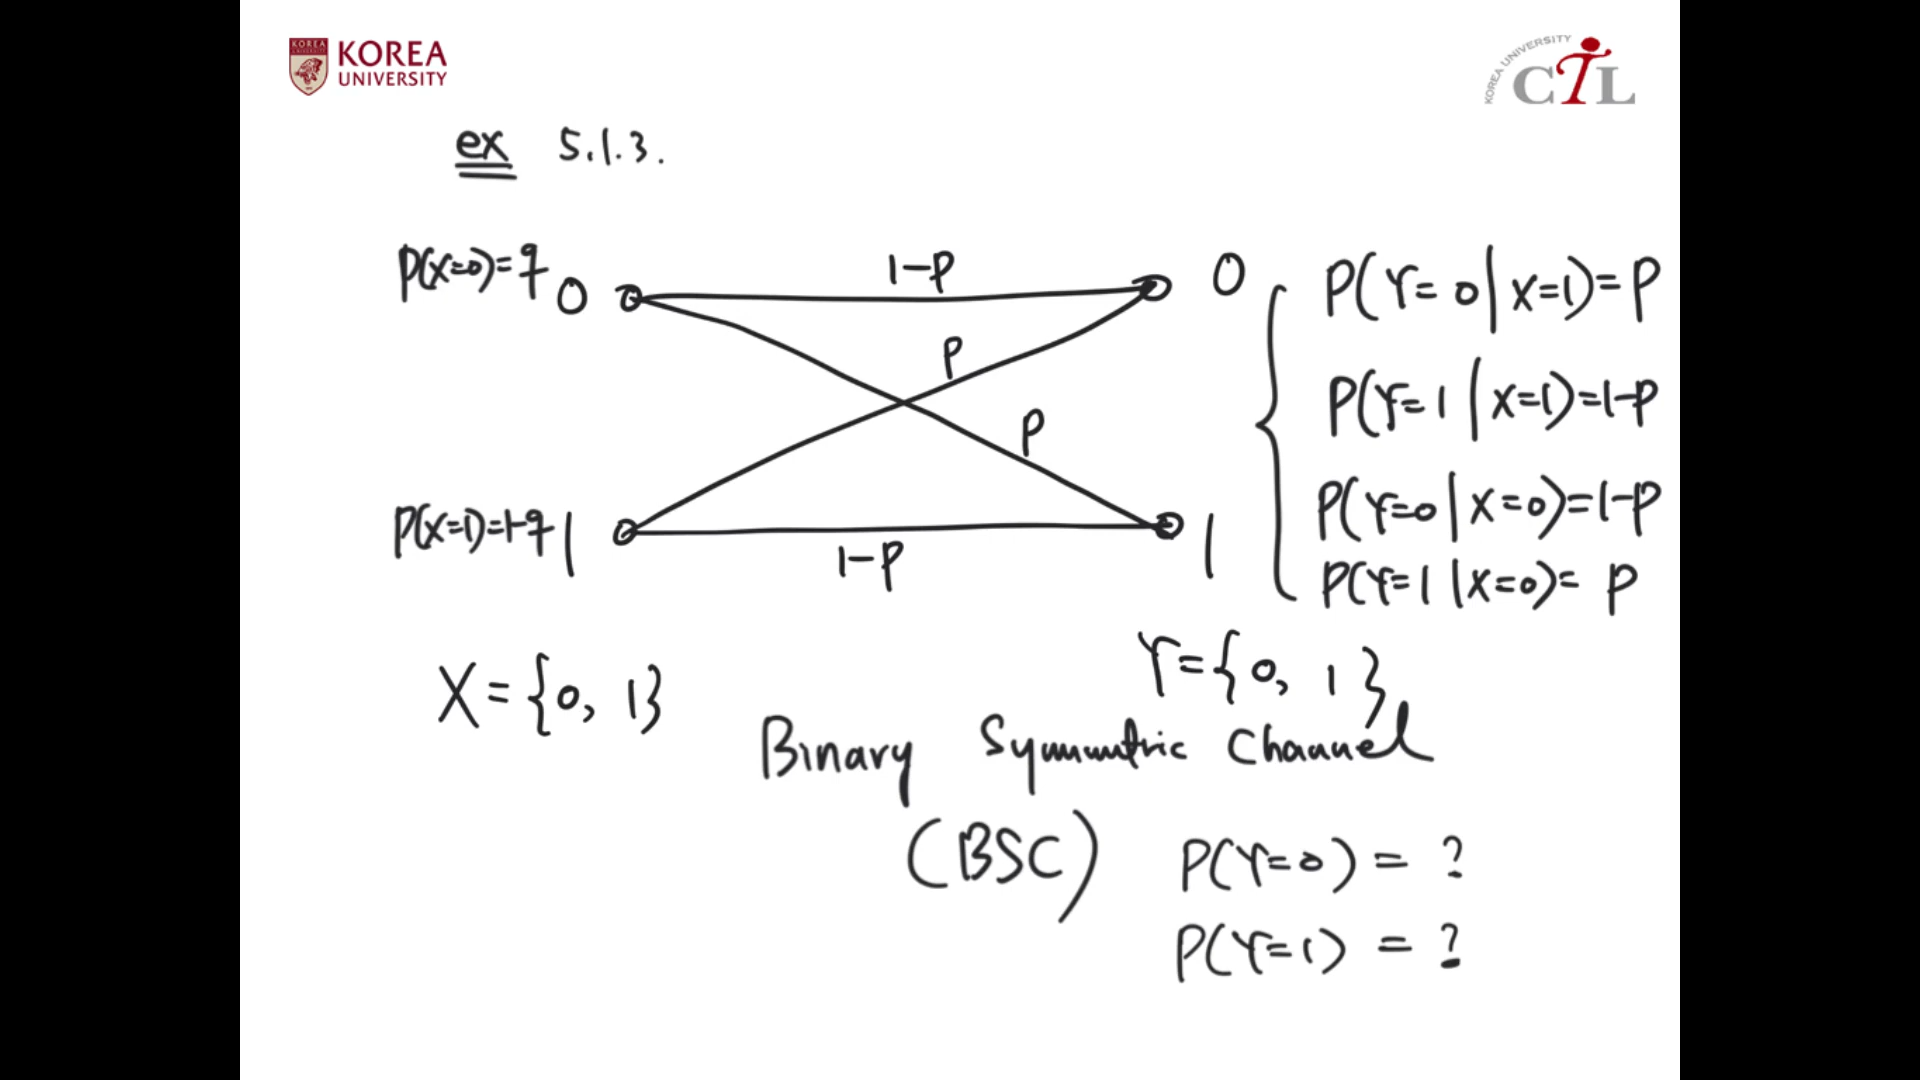 KOREA
UNIVERSITY
KOREA UNIVERSITY
CTL
ex 5.1.3.
P(X=0)=q
0
1-P
0
P
P
P(X=1)=1-q
1
1-P
1
P(Y=0|X=1)=P
P(Y=1|X=1)=1-P
P(Y=0|X=0)=1-P
P(Y=1|X=0)=P
X={0, 1}
Y={0, 1}
Binary Symmetric Channel
(BSC)
P(Y=0) = ?
P(Y=1) = ?